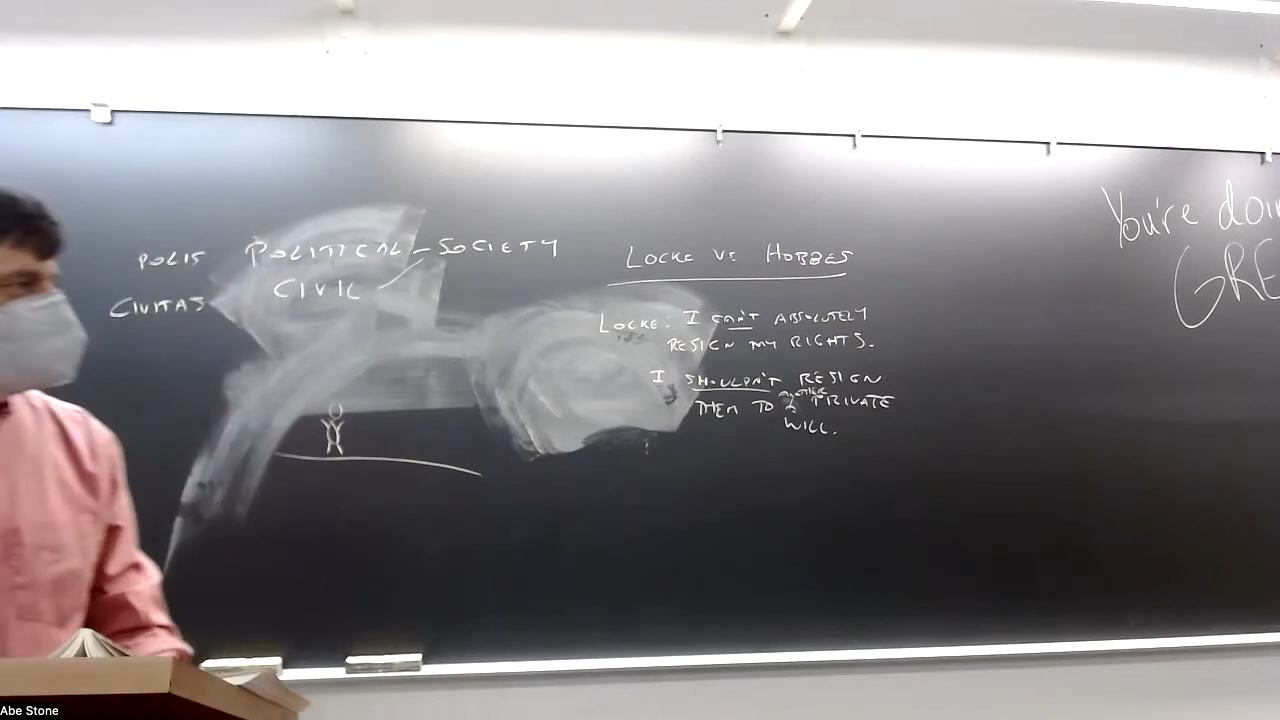 POLIS POLITICAL - SOCIETY
CIVITAS CIVIL
LOCKE VS HOBBES
LOCKE: I CAN'T ABSOLUTELY
RESIGN MY RIGHTS.
I SHOULDN'T RESIGN
THEM TO ANOTHER PRIVATE
WILL.
You're doin
GRE
Abe Stone